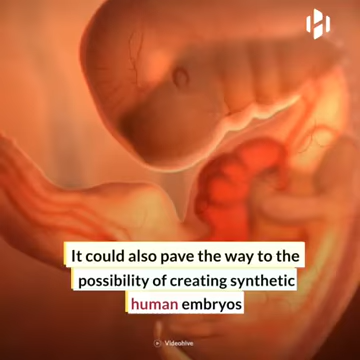 It could also pave the way to the
possibility of creating synthetic
human embryos
Videohive